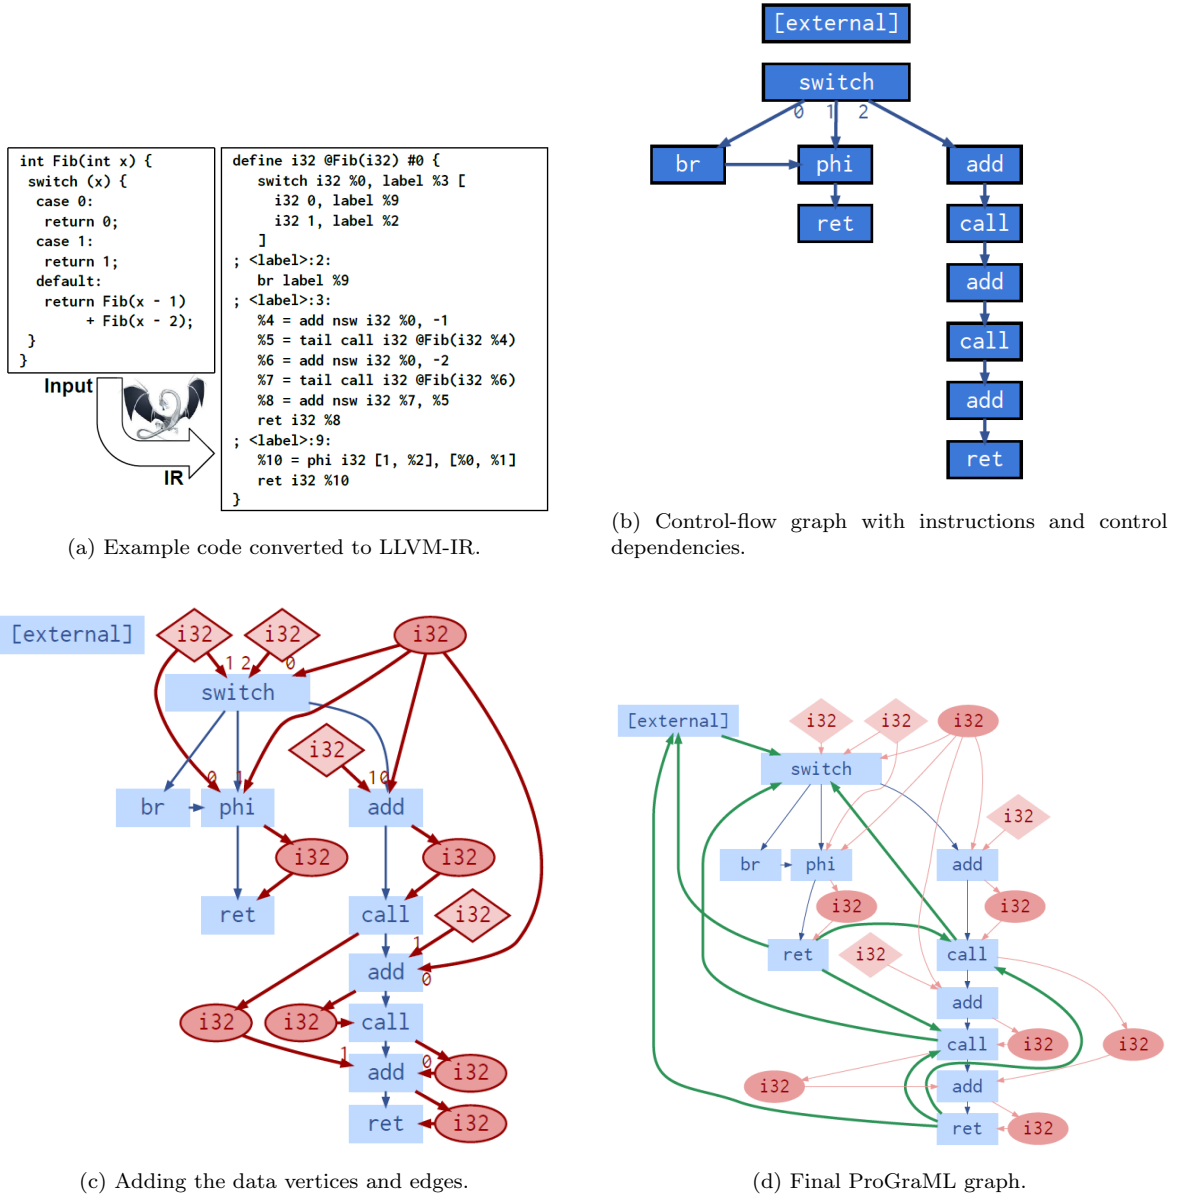 int Fib(int x) {
switch (x) {
case 0:
return 0;
case 1:
return 1;
default:
return Fib(x - 1)
+ Fib(x - 2);
}
}
Input
IR
define i32 @Fib(i32) #0 {
switch i32 %0, label %3 [
i32 0, label %9
i32 1, label %2
]
; <label>:2:
br label %9
; <label>:3:
%4 = add nsw i32 %0, -1
%5 = tail call i32 @Fib(i32 %4)
%6 = add nsw i32 %0, -2
%7 = tail call i32 @Fib(i32 %6)
%8 = add nsw i32 %7, %5
ret i32 %8
; <label>:9:
%10 = phi i32 [1, %2], [%0, %1]
ret i32 %10
}
(a) Example code converted to LLVM-IR.
[external]
switch
0 1 2
br phi add
ret call
add
call
add
ret
(b) Control-flow graph with instructions and control
dependencies.
[external] i32 i32 i32
1 2 0
switch
i32
0 1 1 0
br phi add
i32 i32
ret call i32
1
add 0
i32 i32 call
1 0
add i32
ret i32
(c) Adding the data vertices and edges.
[external] i32 i32 i32
switch
i32
br phi add
i32 i32
ret i32 call
add
call i32 i32
i32 add
ret i32
(d) Final ProGraML graph.